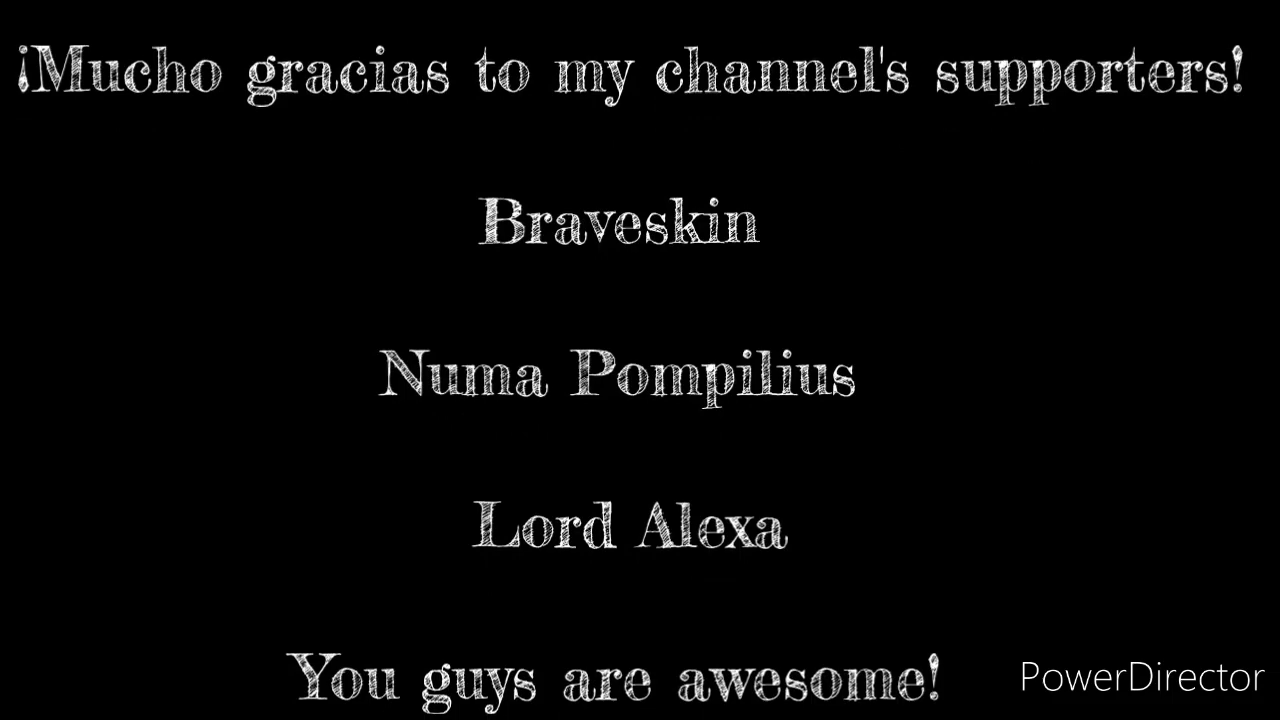 ¡Mucho gracias to my channel's supporters!
Braveskin
Numa Pompilius
Lord Alexa
You guys are awesome!
PowerDirector